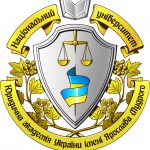 Національний
університет
Юридична академія України імені Ярослава Мудрого